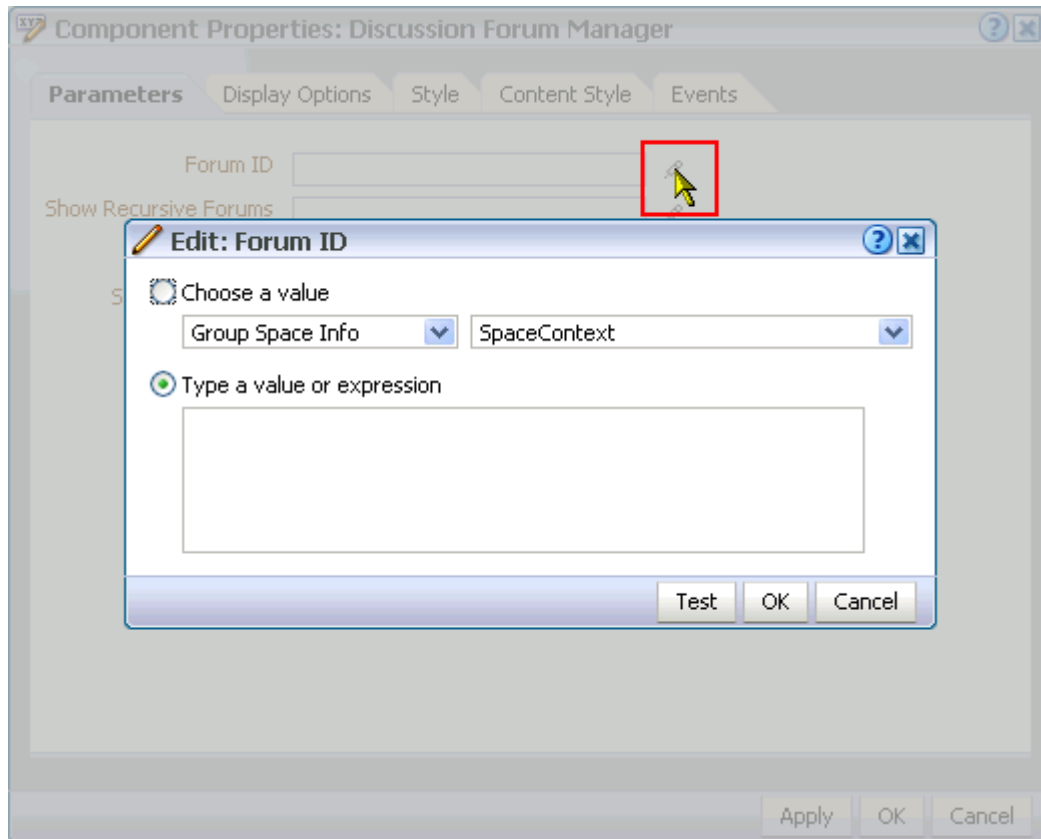 Component Properties: Discussion Forum Manager
Parameters Display Options Style Content Style Events
Forum ID
Show Recursive Forums
Edit: Forum ID
S
Choose a value
Group Space Info SpaceContext
Type a value or expression
Test OK Cancel
Apply OK Cancel